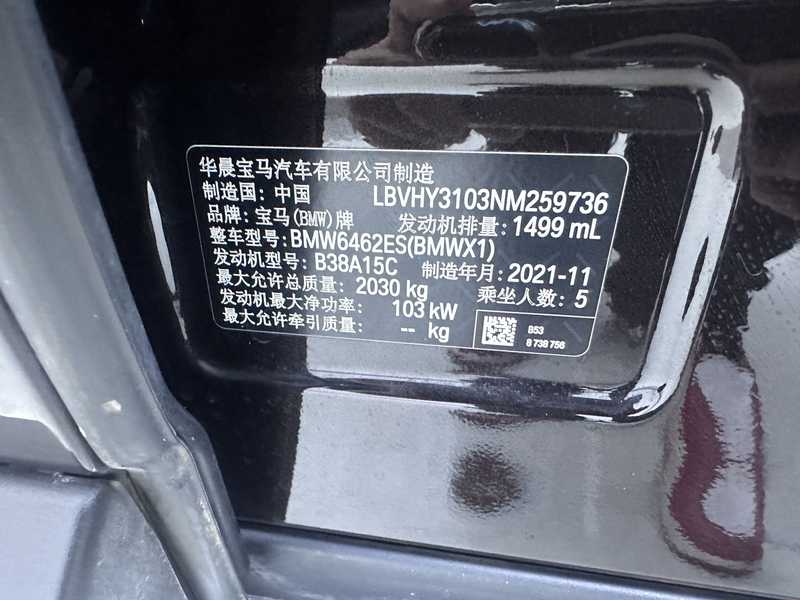 华晨宝马汽车有限公司制造
制造国：中国 LBVHY3103NM259736
品牌：宝马(BMW)牌 发动机排量：1499 mL
整车型号：BMW6462ES(BMWX1)
发动机型号：B38A15C 制造年月：2021-11
最大允许总质量：2030 kg 乘坐人数：5
发动机最大净功率：103 kW
最大允许牵引质量：-- kg
B53
8 738 756